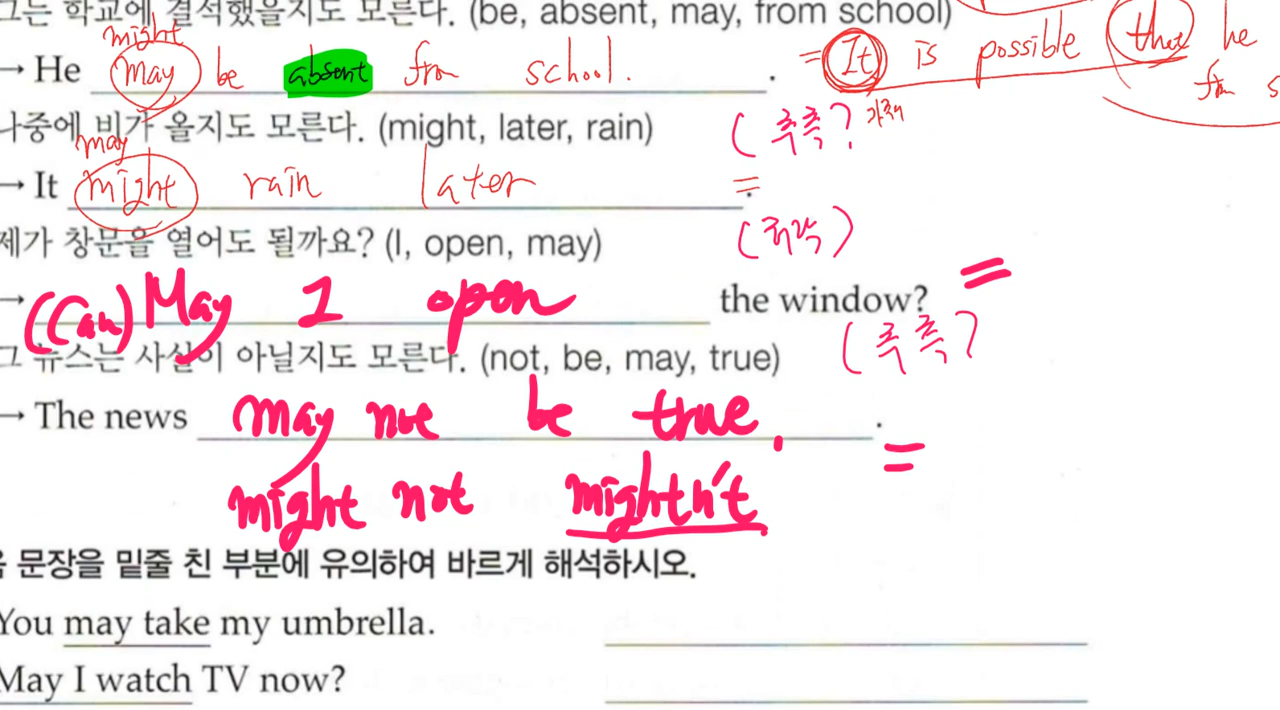 그는 학교에 결석했을지도 모른다. (be, absent, may, from school)
might
→ He may be absent from school. .
= It is possible that he
from s
가주어
나중에 비가 올지도 모른다. (might, later, rain)
(추측)
may
→ It might rain later .
=
제가 창문을 열어도 될까요? (I, open, may)
(허락)
→ (Can) May I open the window?
=
그 뉴스는 사실이 아닐지도 모른다. (not, be, may, true)
(추측)
→ The news may not be true. .
=
might not mightn't
문장을 밑줄 친 부분에 유의하여 바르게 해석하시오.
You may take my umbrella.
May I watch TV now?